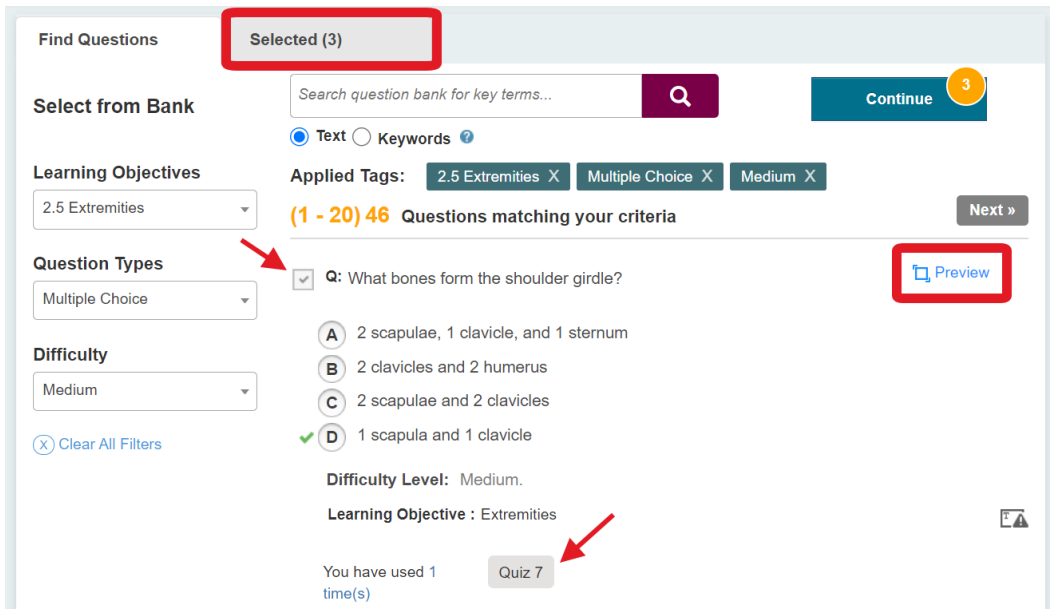 Find Questions
Selected (3)
Select from Bank
Search question bank for key terms...
Continue
3
Text
Keywords
?
Learning Objectives
2.5 Extremities
Applied Tags:
2.5 Extremities X
Multiple Choice X
Medium X
(1 - 20) 46 Questions matching your criteria
Next »
Question Types
Multiple Choice
Q: What bones form the shoulder girdle?
Preview
A 2 scapulae, 1 clavicle, and 1 sternum
Difficulty
B 2 clavicles and 2 humerus
Medium
C 2 scapulae and 2 clavicles
D 1 scapula and 1 clavicle
X Clear All Filters
Difficulty Level: Medium.
Learning Objective : Extremities
T
You have used 1
time(s)
Quiz 7